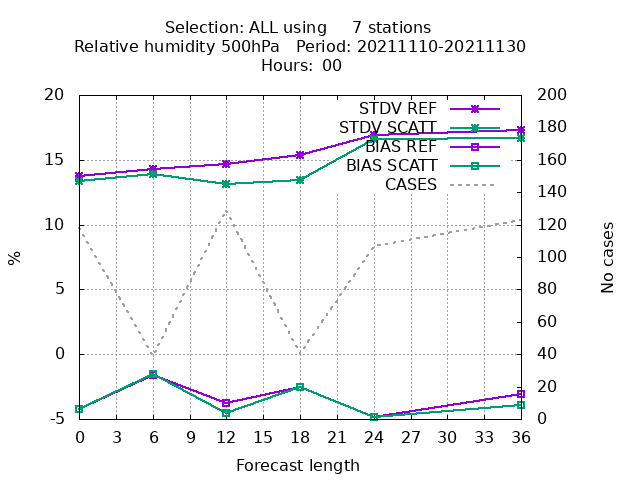 Selection: ALL using     7 stations
Relative humidity 500hPa   Period: 20211110-20211130
Hours: 00
STDV REF
STDV SCATT
BIAS REF
BIAS SCATT
CASES
20
15
10
5
0
-5
%
200
180
160
140
120
100
80
60
40
20
0
No cases
0 3 6 9 12 15 18 21 24 27 30 33 36
Forecast length